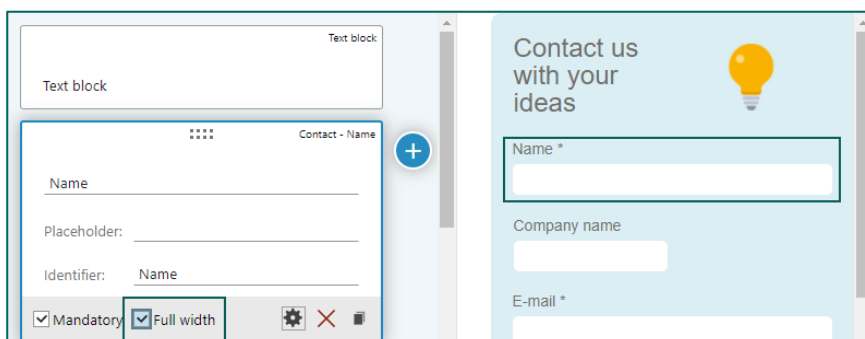 Text block
Text block
Contact - Name
Name
Placeholder:
Identifier: Name
Mandatory Full width
Contact us
with your
ideas
Name *
Company name
E-mail *